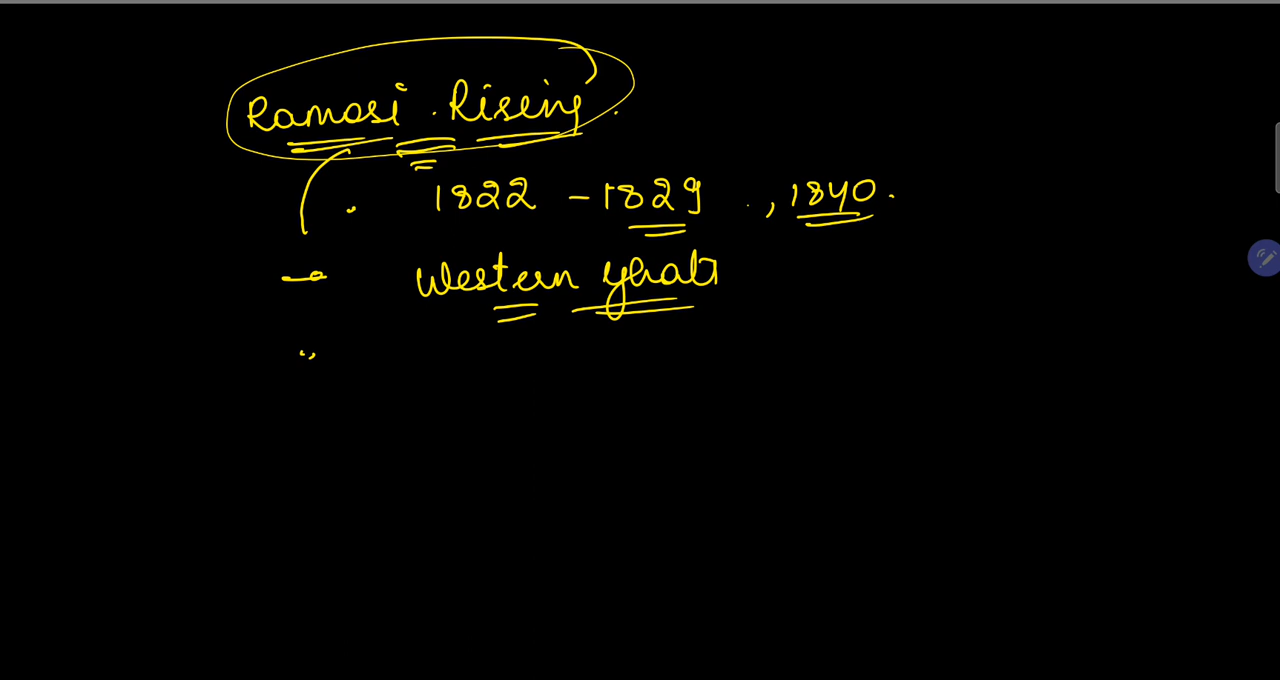 Ramosi . Rising.
. 1822 - 1829 , 1840.
→ Western Ghats